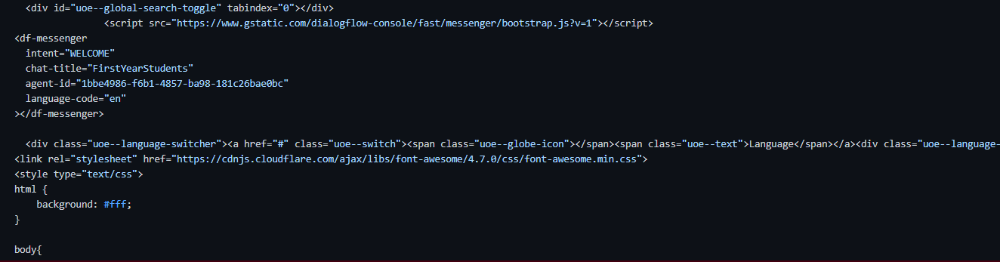 <div id="uoe--global-search-toggle" tabindex="0"></div>
<script src="https://www.gstatic.com/dialogflow-console/fast/messenger/bootstrap.js?v=1"></script>
<df-messenger
intent="WELCOME"
chat-title="FirstYearStudents"
agent-id="1bbe4986-f6b1-4857-ba98-181c26bae0bc"
language-code="en"
></df-messenger>
<div class="uoe--language-switcher"><a href="#" class="uoe--switch"><span class="uoe--globe-icon"></span><span class="uoe--text">Language</span></a><div class="uoe--language-
<link rel="stylesheet" href="https://cdnjs.cloudflare.com/ajax/libs/font-awesome/4.7.0/css/font-awesome.min.css">
<style type="text/css">
html {
background: #fff;
}
body{